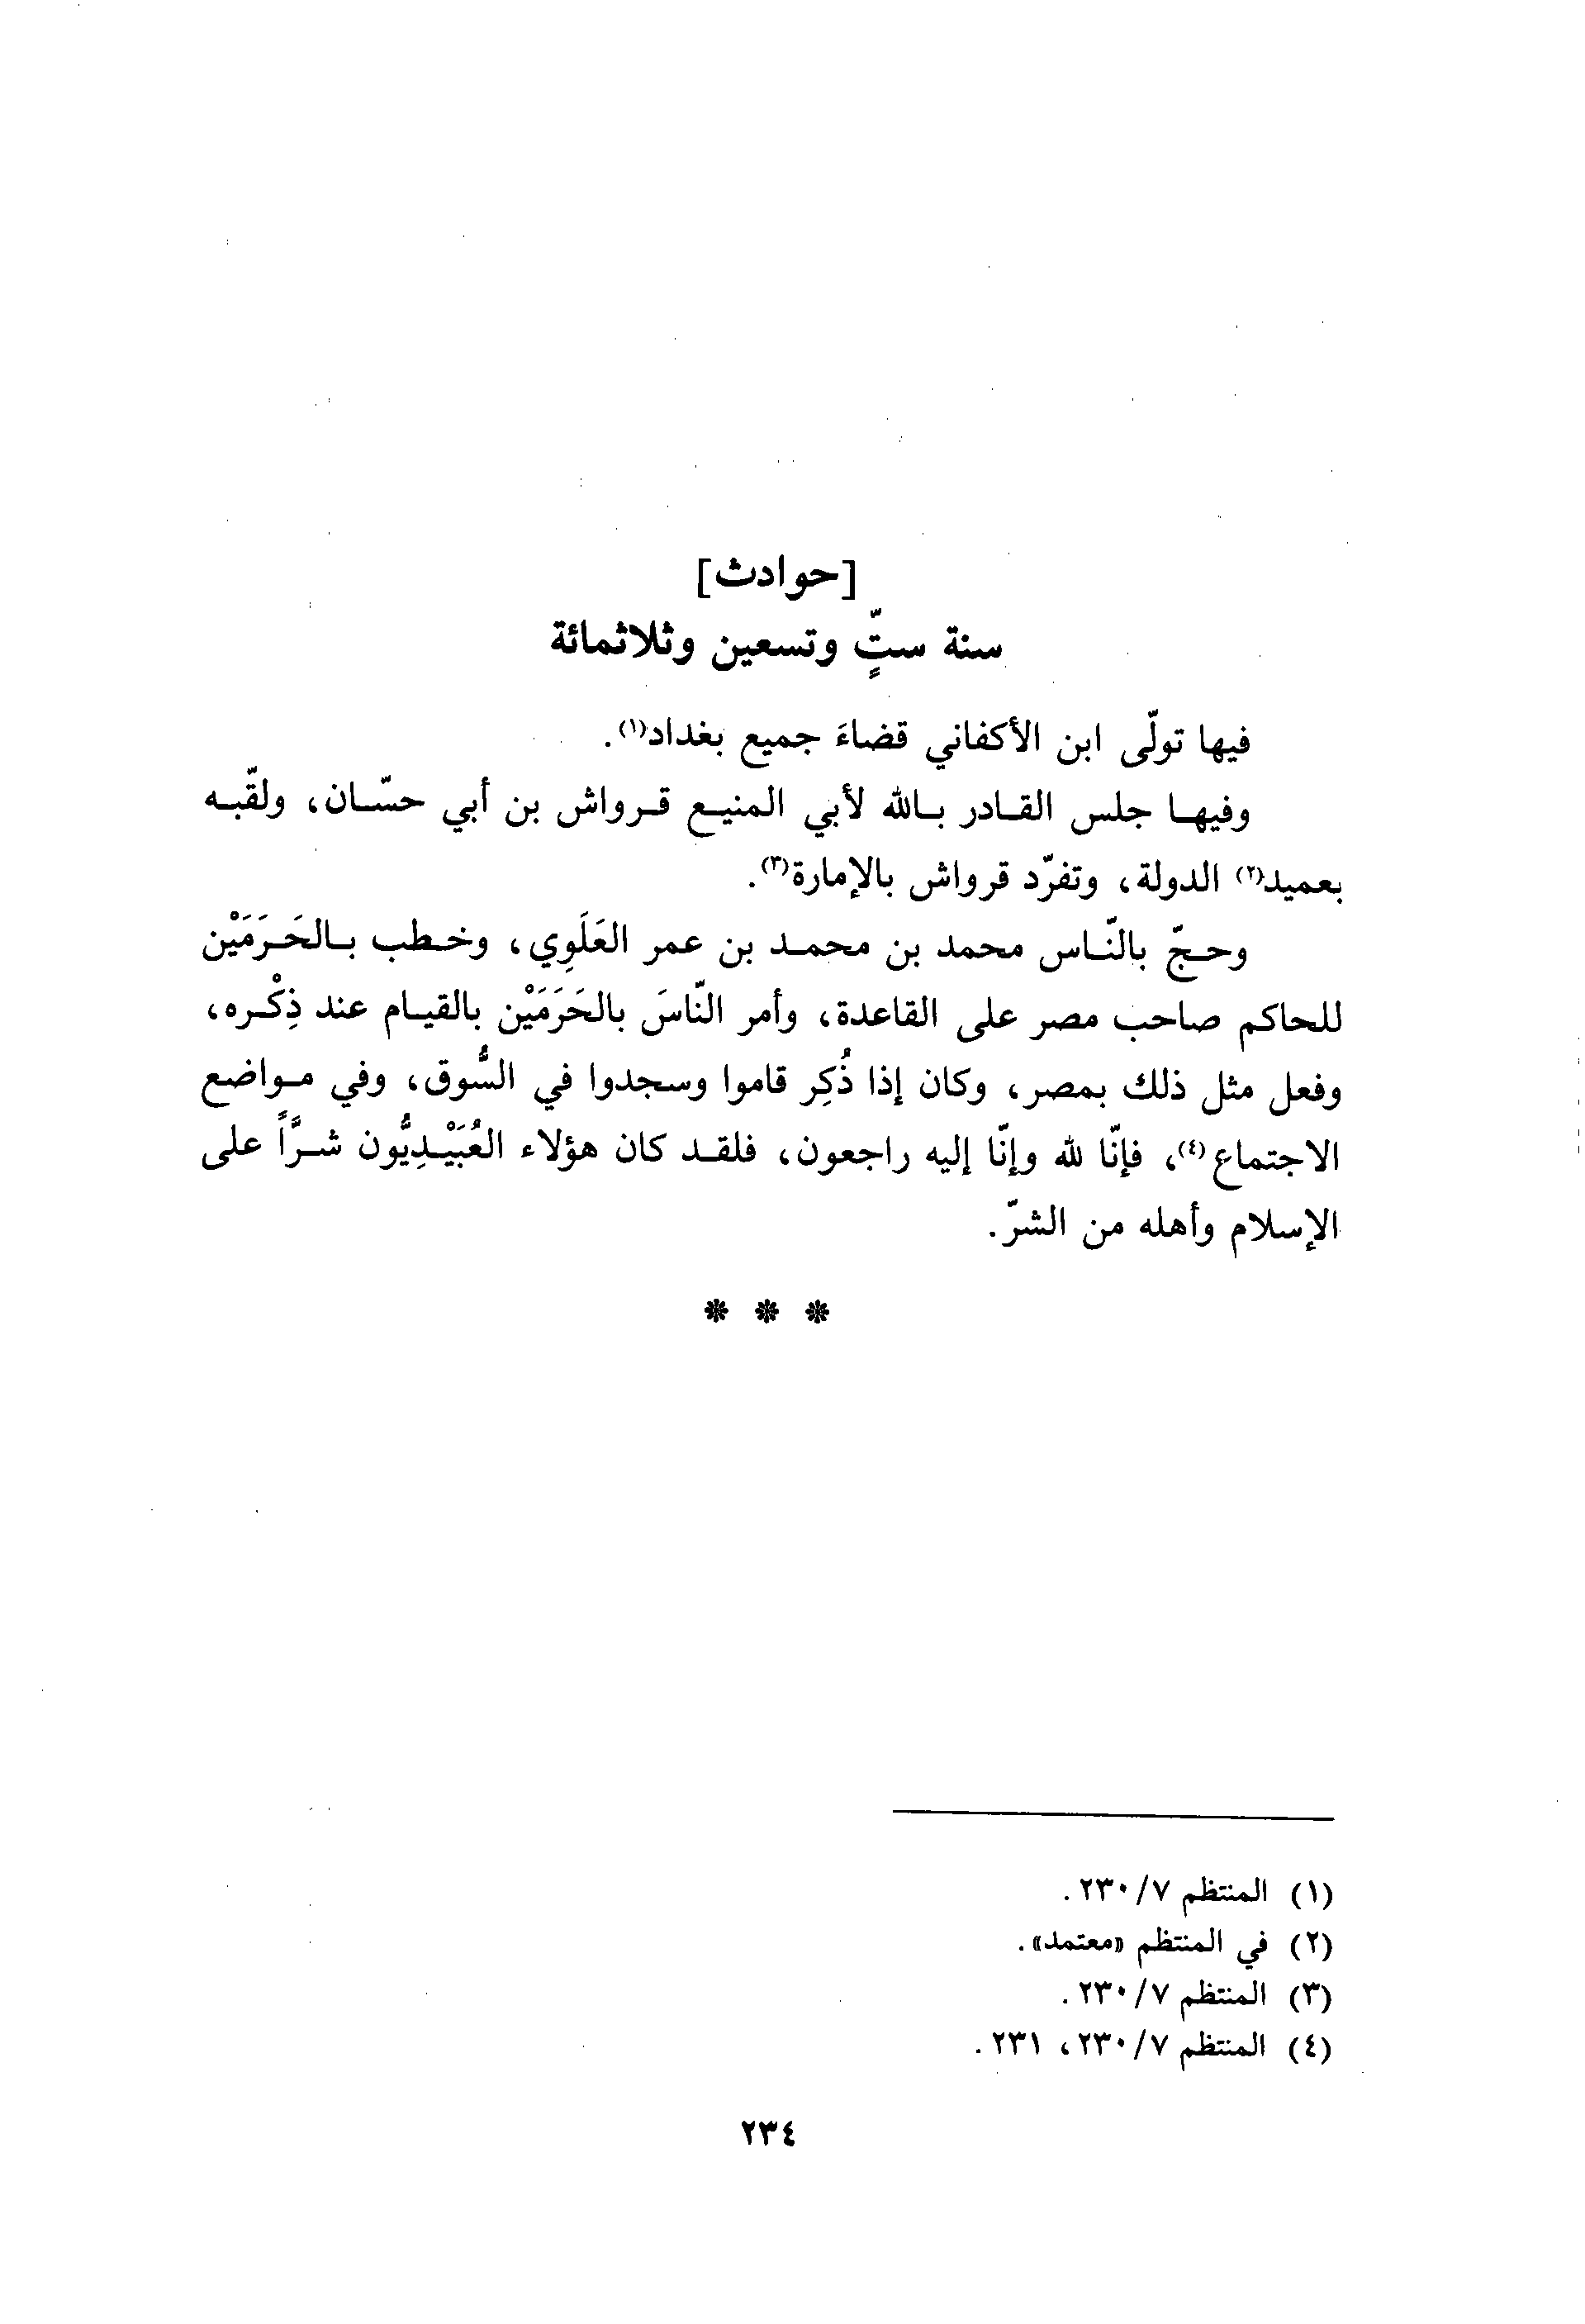 [حوادث]
سنة ستٍّ وتسعين وثلاثمائة
فيها تولّى ابن الأكفاني قضاءَ جميع بغداد(١).
وفيها جلس القادر بالله لأبي المنيع قرواش بن أبي حسّان، ولقّبه
بعميد(٢) الدولة، وتفرّد قرواش بالإمارة(٣).
وحجّ بالنّاس محمد بن محمد بن عمر العَلَوِي، وخطب بالحَرَمَيْن
للحاكم صاحب مصر على القاعدة، وأمر النّاسَ بالحَرَمَيْن بالقيام عند ذِكْره،
وفعل مثل ذلك بمصر، وكان إذا ذُكِر قاموا وسجدوا في السُّوق، وفي مواضع
الاجتماع(٤)، فإنّا لله وإنّا إليه راجعون، فلقد كان هؤلاء العُبَيْدِيُّون شرَّاً على
الإسلام وأهله من الشرّ.
* * *
(١) المنتظم ٧/ ٢٣٠.
(٢) في المنتظم «معتمد».
(٣) المنتظم ٧/ ٢٣٠.
(٤) المنتظم ٧/ ٢٣٠، ٢٣١.
٢٣٤